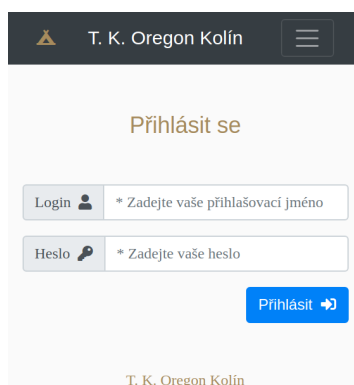 T. K. Oregon Kolín
Přihlásit se
Login * Zadejte vaše přihlašovací jméno
Heslo * Zadejte vaše heslo
Přihlásit
T. K. Oregon Kolín